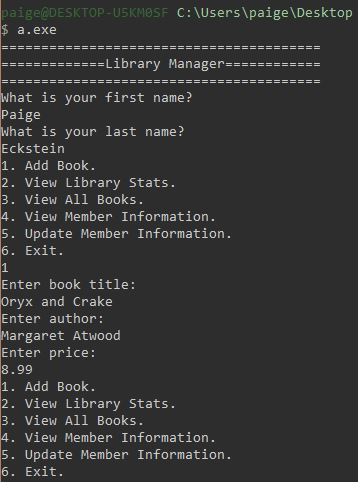 paige@DESKTOP-U5KM0SF C:\Users\paige\Desktop
$ a.exe
========================================
=============Library Manager============
========================================
What is your first name?
Paige
What is your last name?
Eckstein
1. Add Book.
2. View Library Stats.
3. View All Books.
4. View Member Information.
5. Update Member Information.
6. Exit.
1
Enter book title:
Oryx and Crake
Enter author:
Margaret Atwood
Enter price:
8.99
1. Add Book.
2. View Library Stats.
3. View All Books.
4. View Member Information.
5. Update Member Information.
6. Exit.